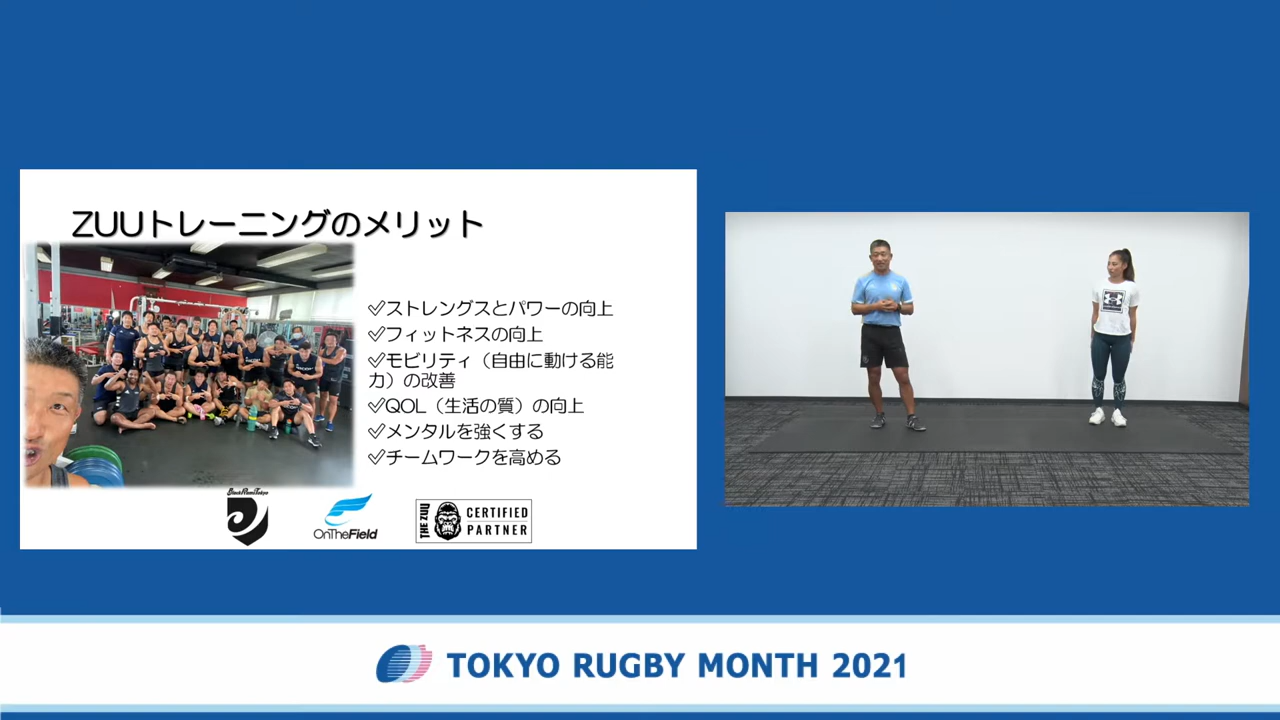 ZUUトレーニングのメリット
✓ストレングスとパワーの向上
✓フィットネスの向上
✓モビリティ(自由に動ける能
力)の改善
✓QOL(生活の質)の向上
✓メンタルを強くする
✓チームワークを高める
BlackRamsTokyo
OnTheField
THE ZUU
CERTIFIED
PARTNER
TOKYO RUGBY MONTH 2021